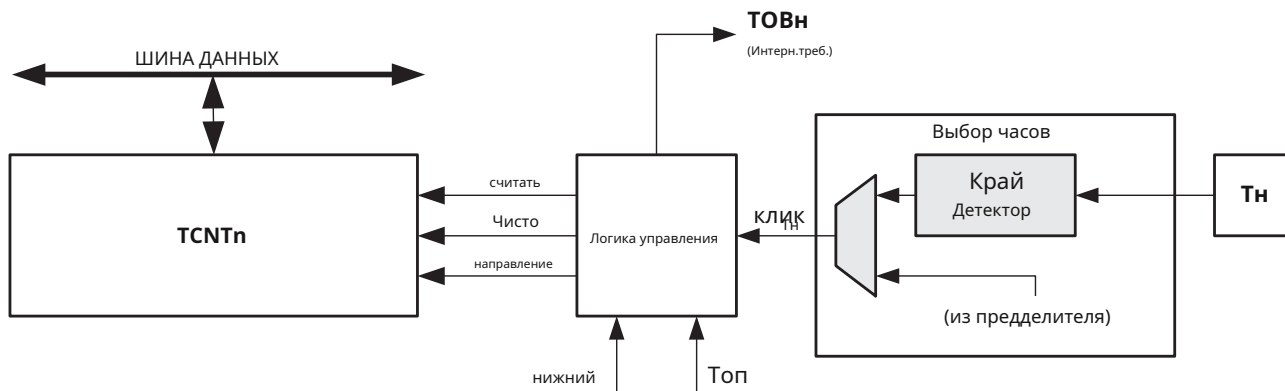 ТОВн
(Интерн.треб.)
ШИНА ДАННЫХ
Выбор часов
Край
Детектор
Тн
считать
Чисто
направление
TCNTn
Логика управления
клик
Тн
(из предделителя)
нижний
Топ